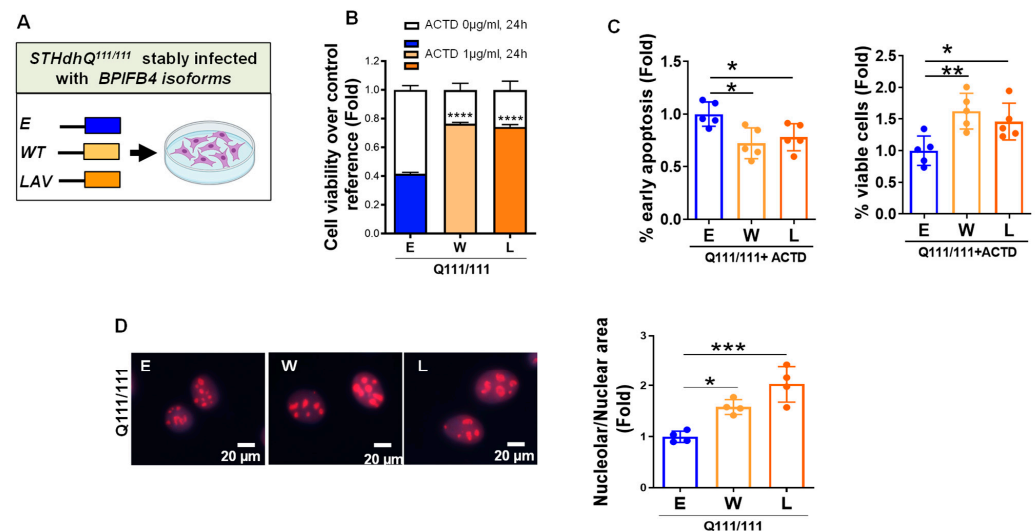 A
STHdhQ111/111 stably infected
with BPIFB4 isoforms
E
WT
LAV
B
ACTD 0µg/ml, 24h
ACTD 1µg/ml, 24h
Cell viability over control
reference (Fold)
1.2
1.0
0.8
0.6
0.4
0.2
0.0
**** ****
E W L
Q111/111
C
% early apoptosis (Fold)
1.5
1.0
0.5
0.0
*
*
E W L
Q111/111+ ACTD
% viable cells (Fold)
2.5
2.0
1.5
1.0
0.5
0.0
*
**
E W L
Q111/111+ACTD
D
Q111/111
E W L
20 µm 20 µm 20 µm
Nucleolar/Nuclear area
(Fold)
3
2
1
0
***
*
E W L
Q111/111